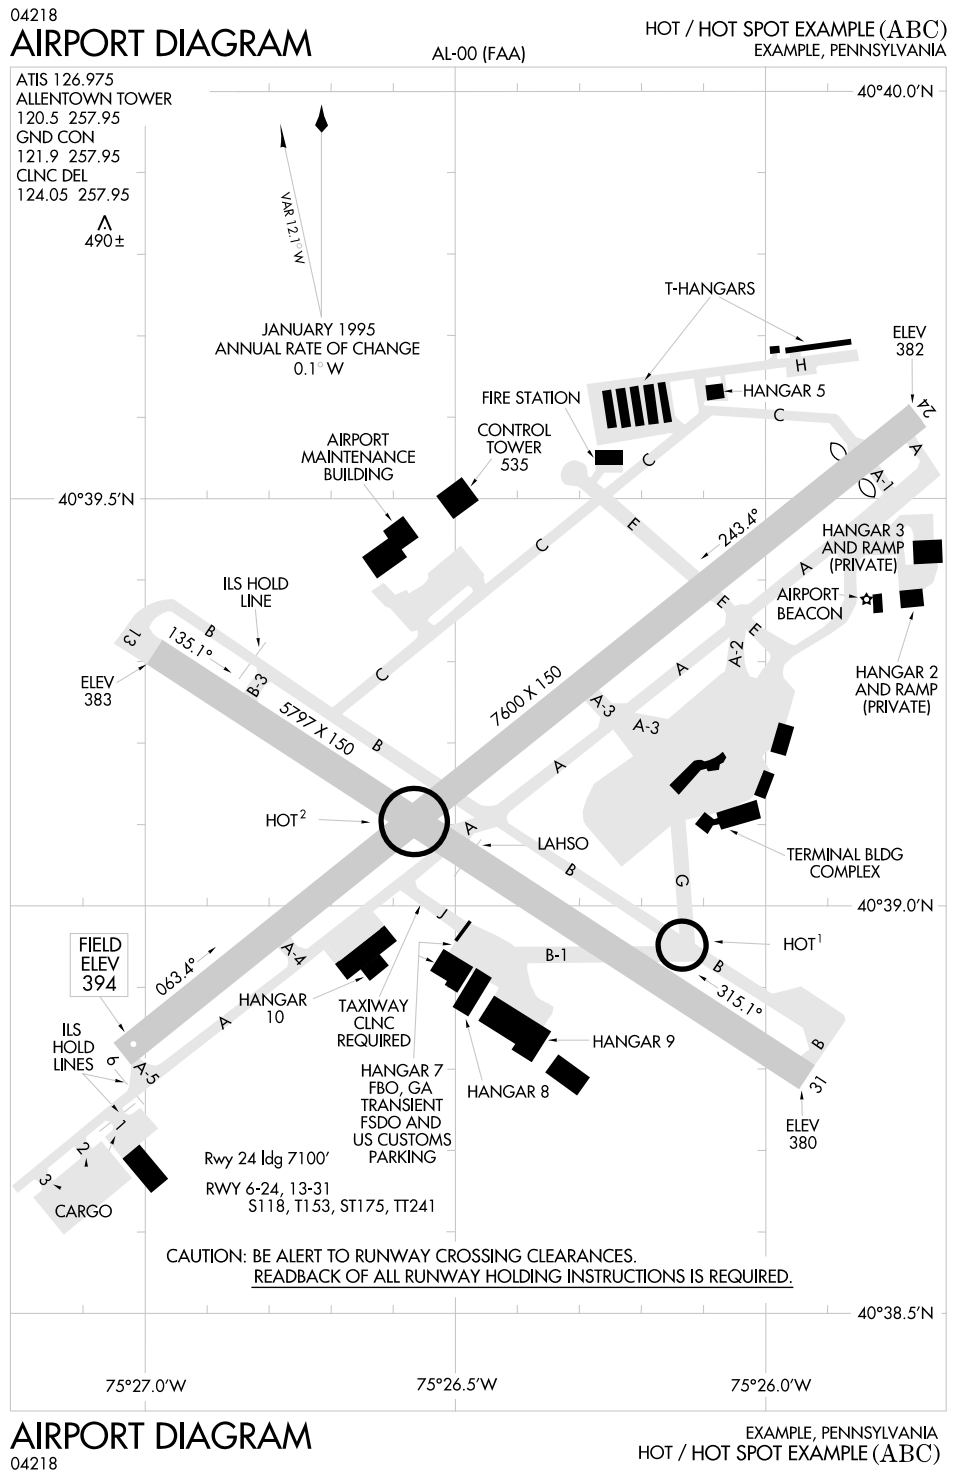 04218
AIRPORT DIAGRAM
AL-00 (FAA)
HOT / HOT SPOT EXAMPLE (ABC)
EXAMPLE, PENNSYLVANIA
ATIS 126.975
ALLENTOWN TOWER
120.5 257.95
GND CON
121.9 257.95
CLNC DEL
124.05 257.95
490±
40°40.0'N
VAR 12.1° W
JANUARY 1995
ANNUAL RATE OF CHANGE
0.1° W
T-HANGARS
ELEV
382
H
HANGAR 5
24
FIRE STATION
C
CONTROL
TOWER
535
AIRPORT
MAINTENANCE
BUILDING
C
A
A-1
40°39.5'N
E
243.4°
HANGAR 3
AND RAMP
(PRIVATE)
C
A
ILS HOLD
LINE
AIRPORT
BEACON
E
E
13
135.1°
B
A-2
ELEV
383
B-3
C
A
HANGAR 2
AND RAMP
(PRIVATE)
5797 X 150
7600 X 150
A-3
A-3
B
A
HOT²
A
LAHSO
B
TERMINAL BLDG
COMPLEX
G
40°39.0'N
J
FIELD
ELEV
394
063.4°
A-4
B-1
HOT¹
B
315.1°
HANGAR
10
TAXIWAY
CLNC
REQUIRED
A
ILS
HOLD
LINES
6
A-5
HANGAR 9
B
HANGAR 7
FBO, GA
TRANSIENT
FSDO AND
US CUSTOMS
PARKING
HANGAR 8
31
ELEV
380
1
2
3
CARGO
Rwy 24 ldg 7100'
RWY 6-24, 13-31
S118, T153, ST175, TT241
CAUTION: BE ALERT TO RUNWAY CROSSING CLEARANCES.
READBACK OF ALL RUNWAY HOLDING INSTRUCTIONS IS REQUIRED.
40°38.5'N
75°27.0'W
75°26.5'W
75°26.0'W
AIRPORT DIAGRAM
04218
EXAMPLE, PENNSYLVANIA
HOT / HOT SPOT EXAMPLE (ABC)